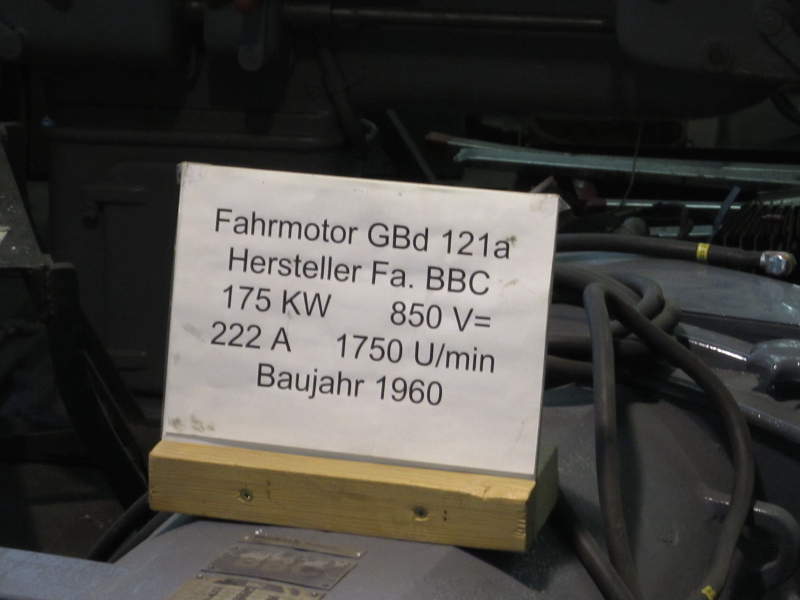 Fahrmotor GBd 121a
Hersteller Fa. BBC
175 KW 850 V=
222 A 1750 U/min
Baujahr 1960